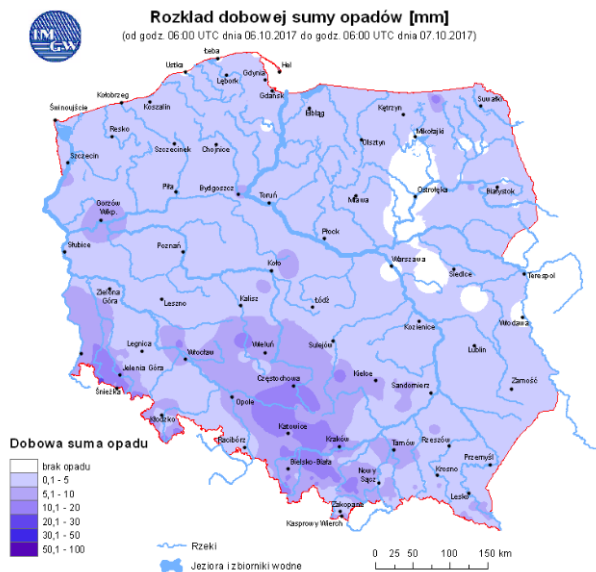 IMGW
Rozkład dobowej sumy opadów [mm]
(od godz. 06:00 UTC dnia 06.10.2017 do godz. 06:00 UTC dnia 07.10.2017)
Łeba
Ustka
Hel
Lębork
Gdynia
Gdańsk
Kołobrzeg
Koszalin
Świnoujście
Elbląg
Kętrzyn
Suwałki
Resko
Mikołajki
Olsztyn
Szczecin
Szczecinek
Chojnice
Piła
Bydgoszcz
Toruń
Mława
Ostrołęka
Białystok
Gorzów
Wlkp.
Płock
Słubice
Poznań
Koło
Warszawa
Siedlce
Terespol
Zielona
Góra
Leszno
Kalisz
Łódź
Kozienice
Włodawa
Legnica
Wrocław
Wieluń
Sulejów
Lublin
Jelenia Góra
Śnieżka
Częstochowa
Kielce
Sandomierz
Zamość
Opole
Kłodzko
Katowice
Racibórz
Kraków
Tarnów
Rzeszów
Przemyśl
Bielsko-Biała
Nowy
Sącz
Krosno
Lesko
Zakopane
Kasprowy Wierch
Dobowa suma opadu
brak opadu
0,1 - 5
5,1 - 10
10,1 - 20
20,1 - 30
30,1 - 50
50,1 - 100
Rzeki
Jeziora i zbiorniki wodne
0 25 50 100 150 km